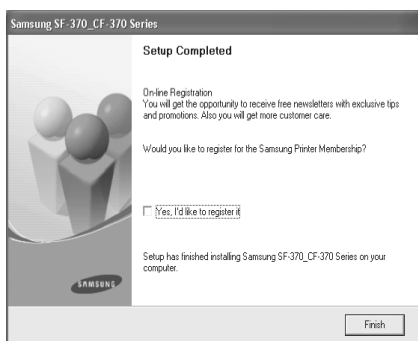 Samsung SF-370_CF-370 Series
Setup Completed
On-line Registration
You will get the opportunity to receive free newsletters with exclusive tips
and promotions. Also you will get more customer care.
Would you like to register for the Samsung Printer Membership?
Yes, I'd like to register it
Setup has finished installing Samsung SF-370_CF-370 Series on your
computer.
SAMSUNG
Finish